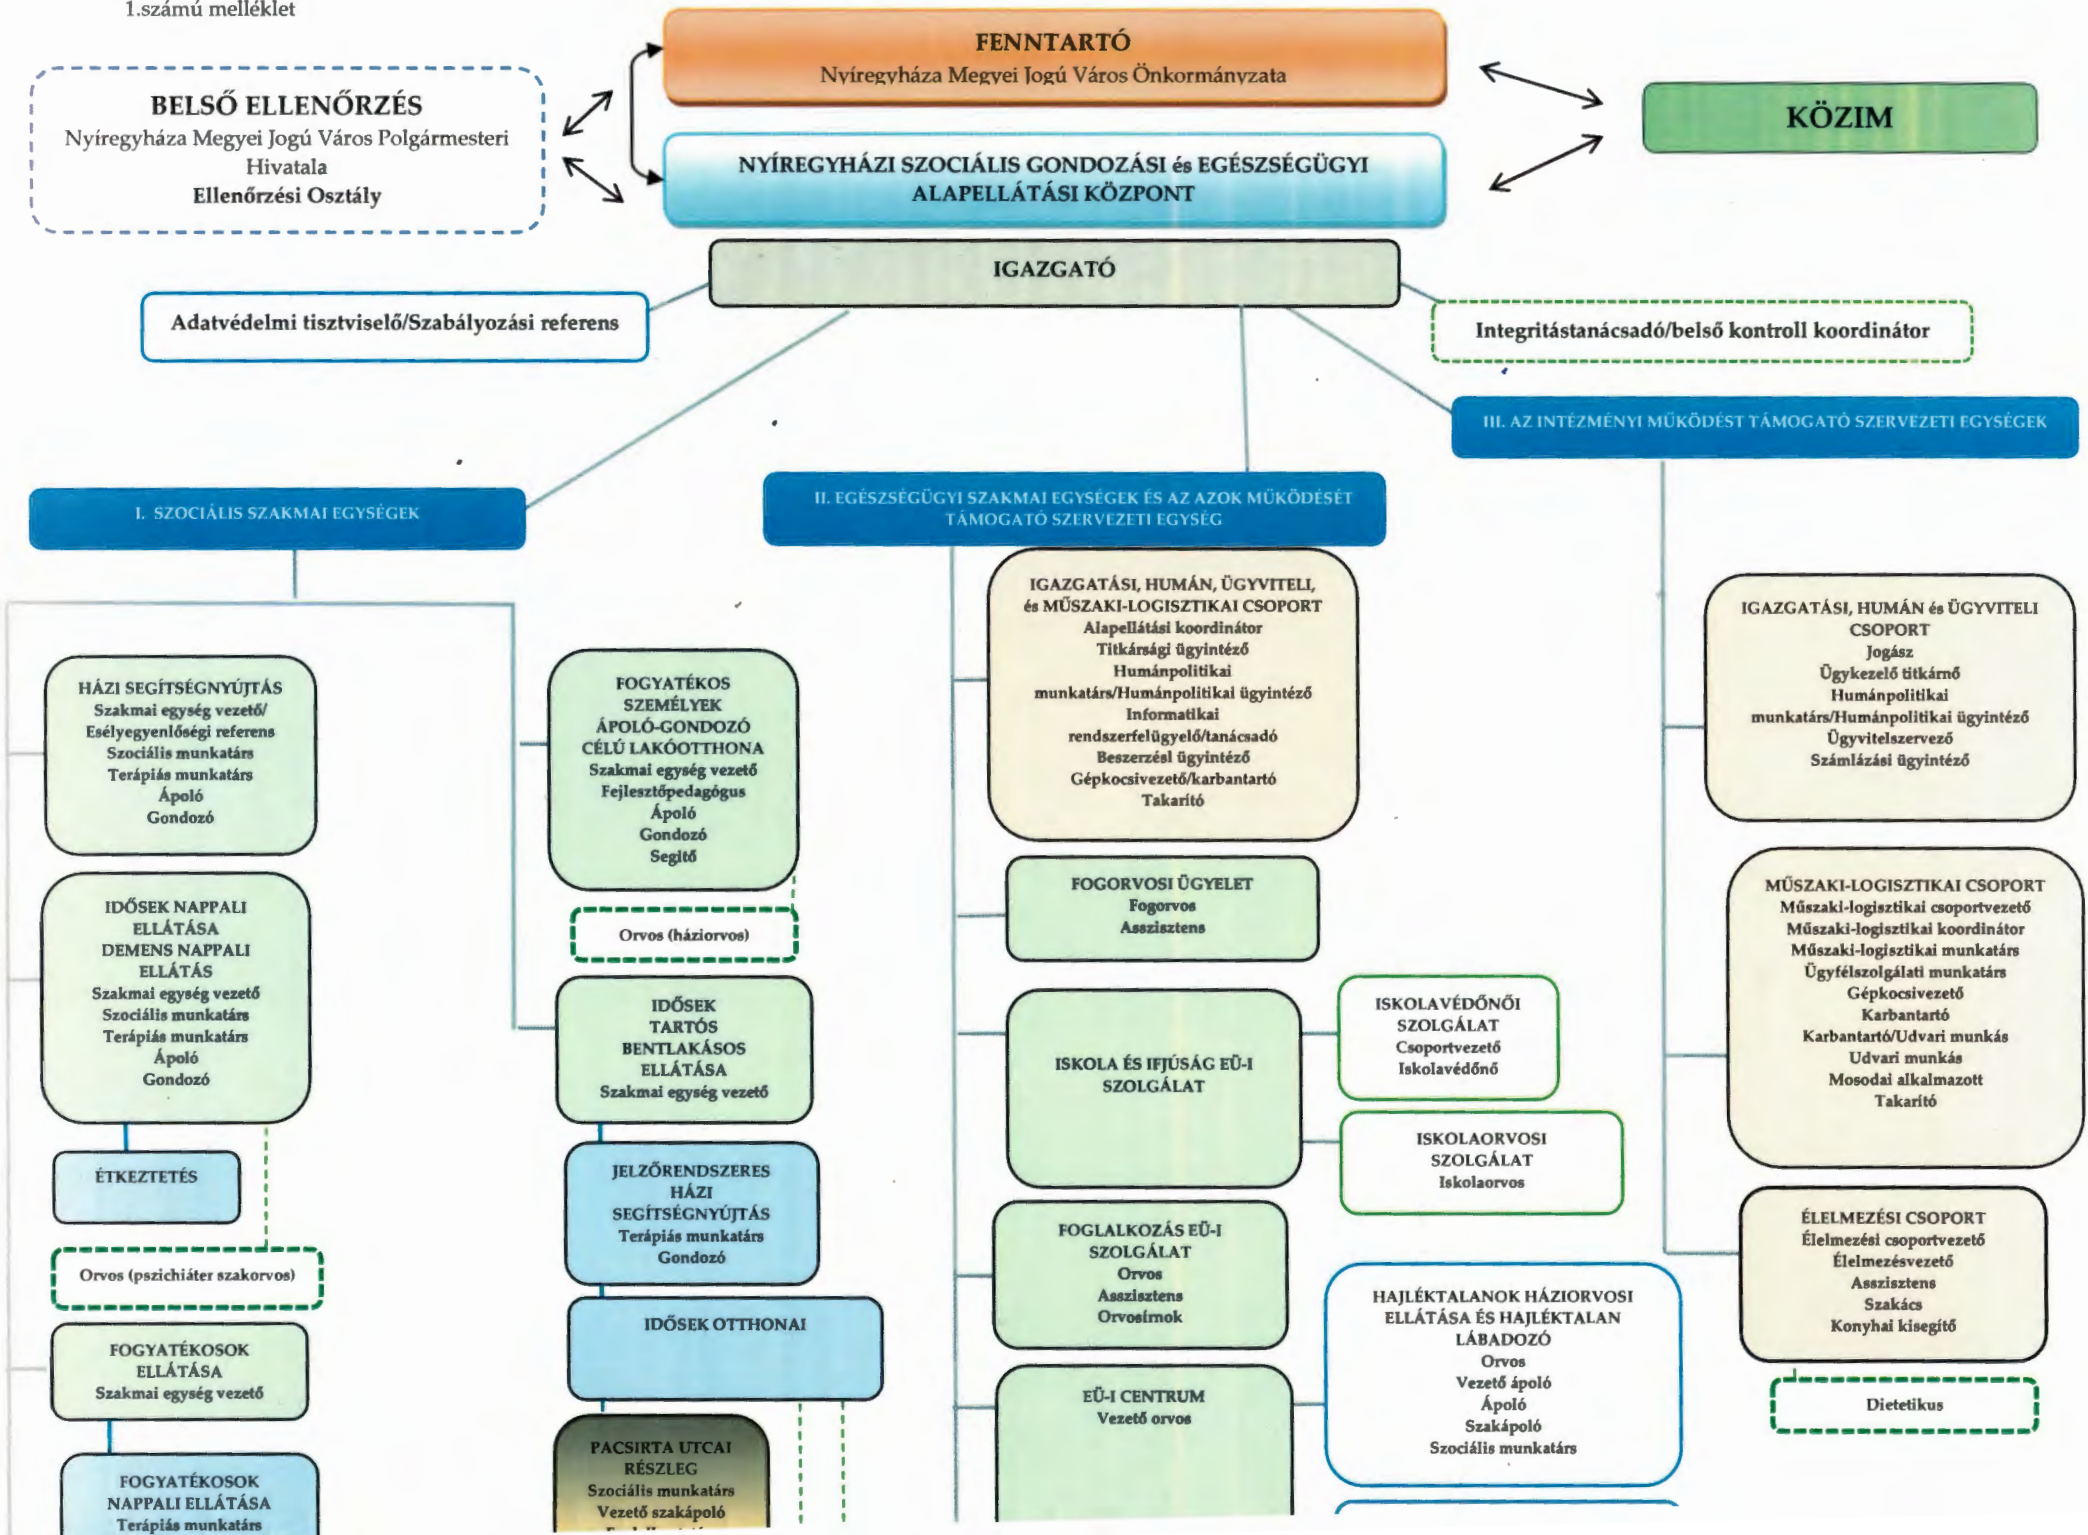 1.számú melléklet
FENNTARTÓ
Nyíregyháza Megyei Jogú Város Önkormányzata
BELSŐ ELLENŐRZÉS
Nyíregyháza Megyei Jogú Város Polgármesteri
Hivatala
Ellenőrzési Osztály
KÖZIM
NYÍREGYHÁZI SZOCIÁLIS GONDOZÁSI és EGÉSZSÉGÜGYI
ALAPELLÁTÁSI KÖZPONT
IGAZGATÓ
Adatvédelmi tisztviselő/Szabályozási referens
Integritástanácsadó/belső kontroll koordinátor
I. SZOCIÁLIS SZAKMAI EGYSÉGEK
II. EGÉSZSÉGÜGYI SZAKMAI EGYSÉGEK ÉS AZ AZOK MŰKÖDÉSÉT
TÁMOGATÓ SZERVEZETI EGYSÉG
III. AZ INTÉZMÉNYI MŰKÖDÉST TÁMOGATÓ SZERVEZETI EGYSÉGEK
HÁZI SEGÍTSÉGNYÚJTÁS
Szakmai egység vezető/
Esélyegyenlőségi referens
Szociális munkatárs
Terápiás munkatárs
Ápoló
Gondozó
IDŐSEK NAPPALI
ELLÁTÁSA
DEMENS NAPPALI
ELLÁTÁS
Szakmai egység vezető
Szociális munkatárs
Terápiás munkatárs
Ápoló
Gondozó
ÉTKEZTETÉS
Orvos (pszichiáter szakorvos)
FOGYATÉKOSOK
ELLÁTÁSA
Szakmai egység vezető
FOGYATÉKOSOK
NAPPALI ELLÁTÁSA
Terápiás munkatárs
FOGYATÉKOS
SZEMÉLYEK
ÁPOLÓ-GONDOZÓ
CÉLÚ LAKÓOTTHONA
Szakmai egység vezető
Fejlesztőpedagógus
Ápoló
Gondozó
Segítő
Orvos (háziorvos)
IDŐSEK
TARTÓS
BENTLAKÁSOS
ELLÁTÁSA
Szakmai egység vezető
JELZŐRENDSZERES
HÁZI
SEGÍTSÉGNYÚJTÁS
Terápiás munkatárs
Gondozó
IDŐSEK OTTHONAI
PACSIRTA UTCAI
RÉSZLEG
Szociális munkatárs
Vezető szakápoló
IGAZGATÁSI, HUMÁN, ÜGYVITELI,
és MŰSZAKI-LOGISZTIKAI CSOPORT
Alapellátási koordinátor
Titkársági ügyintéző
Humánpolitikai
munkatárs/Humánpolitikai ügyintéző
Informatikai
rendszerfelügyelő/tanácsadó
Beszerzési ügyintéző
Gépkocsivezető/karbantartó
Takarító
FOGORVOSI ÜGYELET
Fogorvos
Asszisztens
ISKOLA ÉS IFJÚSÁG EÜ-I
SZOLGÁLAT
ISKOLAVÉDŐNŐI
SZOLGÁLAT
Csoportvezető
Iskolavédőnő
ISKOLAORVOSI
SZOLGÁLAT
Iskolaorvos
FOGLALKOZÁS EÜ-I
SZOLGÁLAT
Orvos
Asszisztens
Orvosírnok
EÜ-I CENTRUM
Vezető orvos
HAJLÉKTALANOK HÁZIORVOSI
ELLÁTÁSA ÉS HAJLÉKTALAN
LÁBADOZÓ
Orvos
Vezető ápoló
Ápoló
Szakápoló
Szociális munkatárs
IGAZGATÁSI, HUMÁN és ÜGYVITELI
CSOPORT
Jogász
Ügykezelő titkárnő
Humánpolitikai
munkatárs/Humánpolitikai ügyintéző
Ügyvitelszervező
Számlázási ügyintéző
MŰSZAKI-LOGISZTIKAI CSOPORT
Műszaki-logisztikai csoportvezető
Műszaki-logisztikai koordinátor
Műszaki-logisztikai munkatárs
Ügyfélszolgálati munkatárs
Gépkocsivezető
Karbantartó
Karbantartó/Udvari munkás
Udvari munkás
Mosodai alkalmazott
Takarító
ÉLELMEZÉSI CSOPORT
Élelmezési csoportvezető
Élelmezésvezető
Asszisztens
Szakács
Konyhai kisegítő
Dietetikus